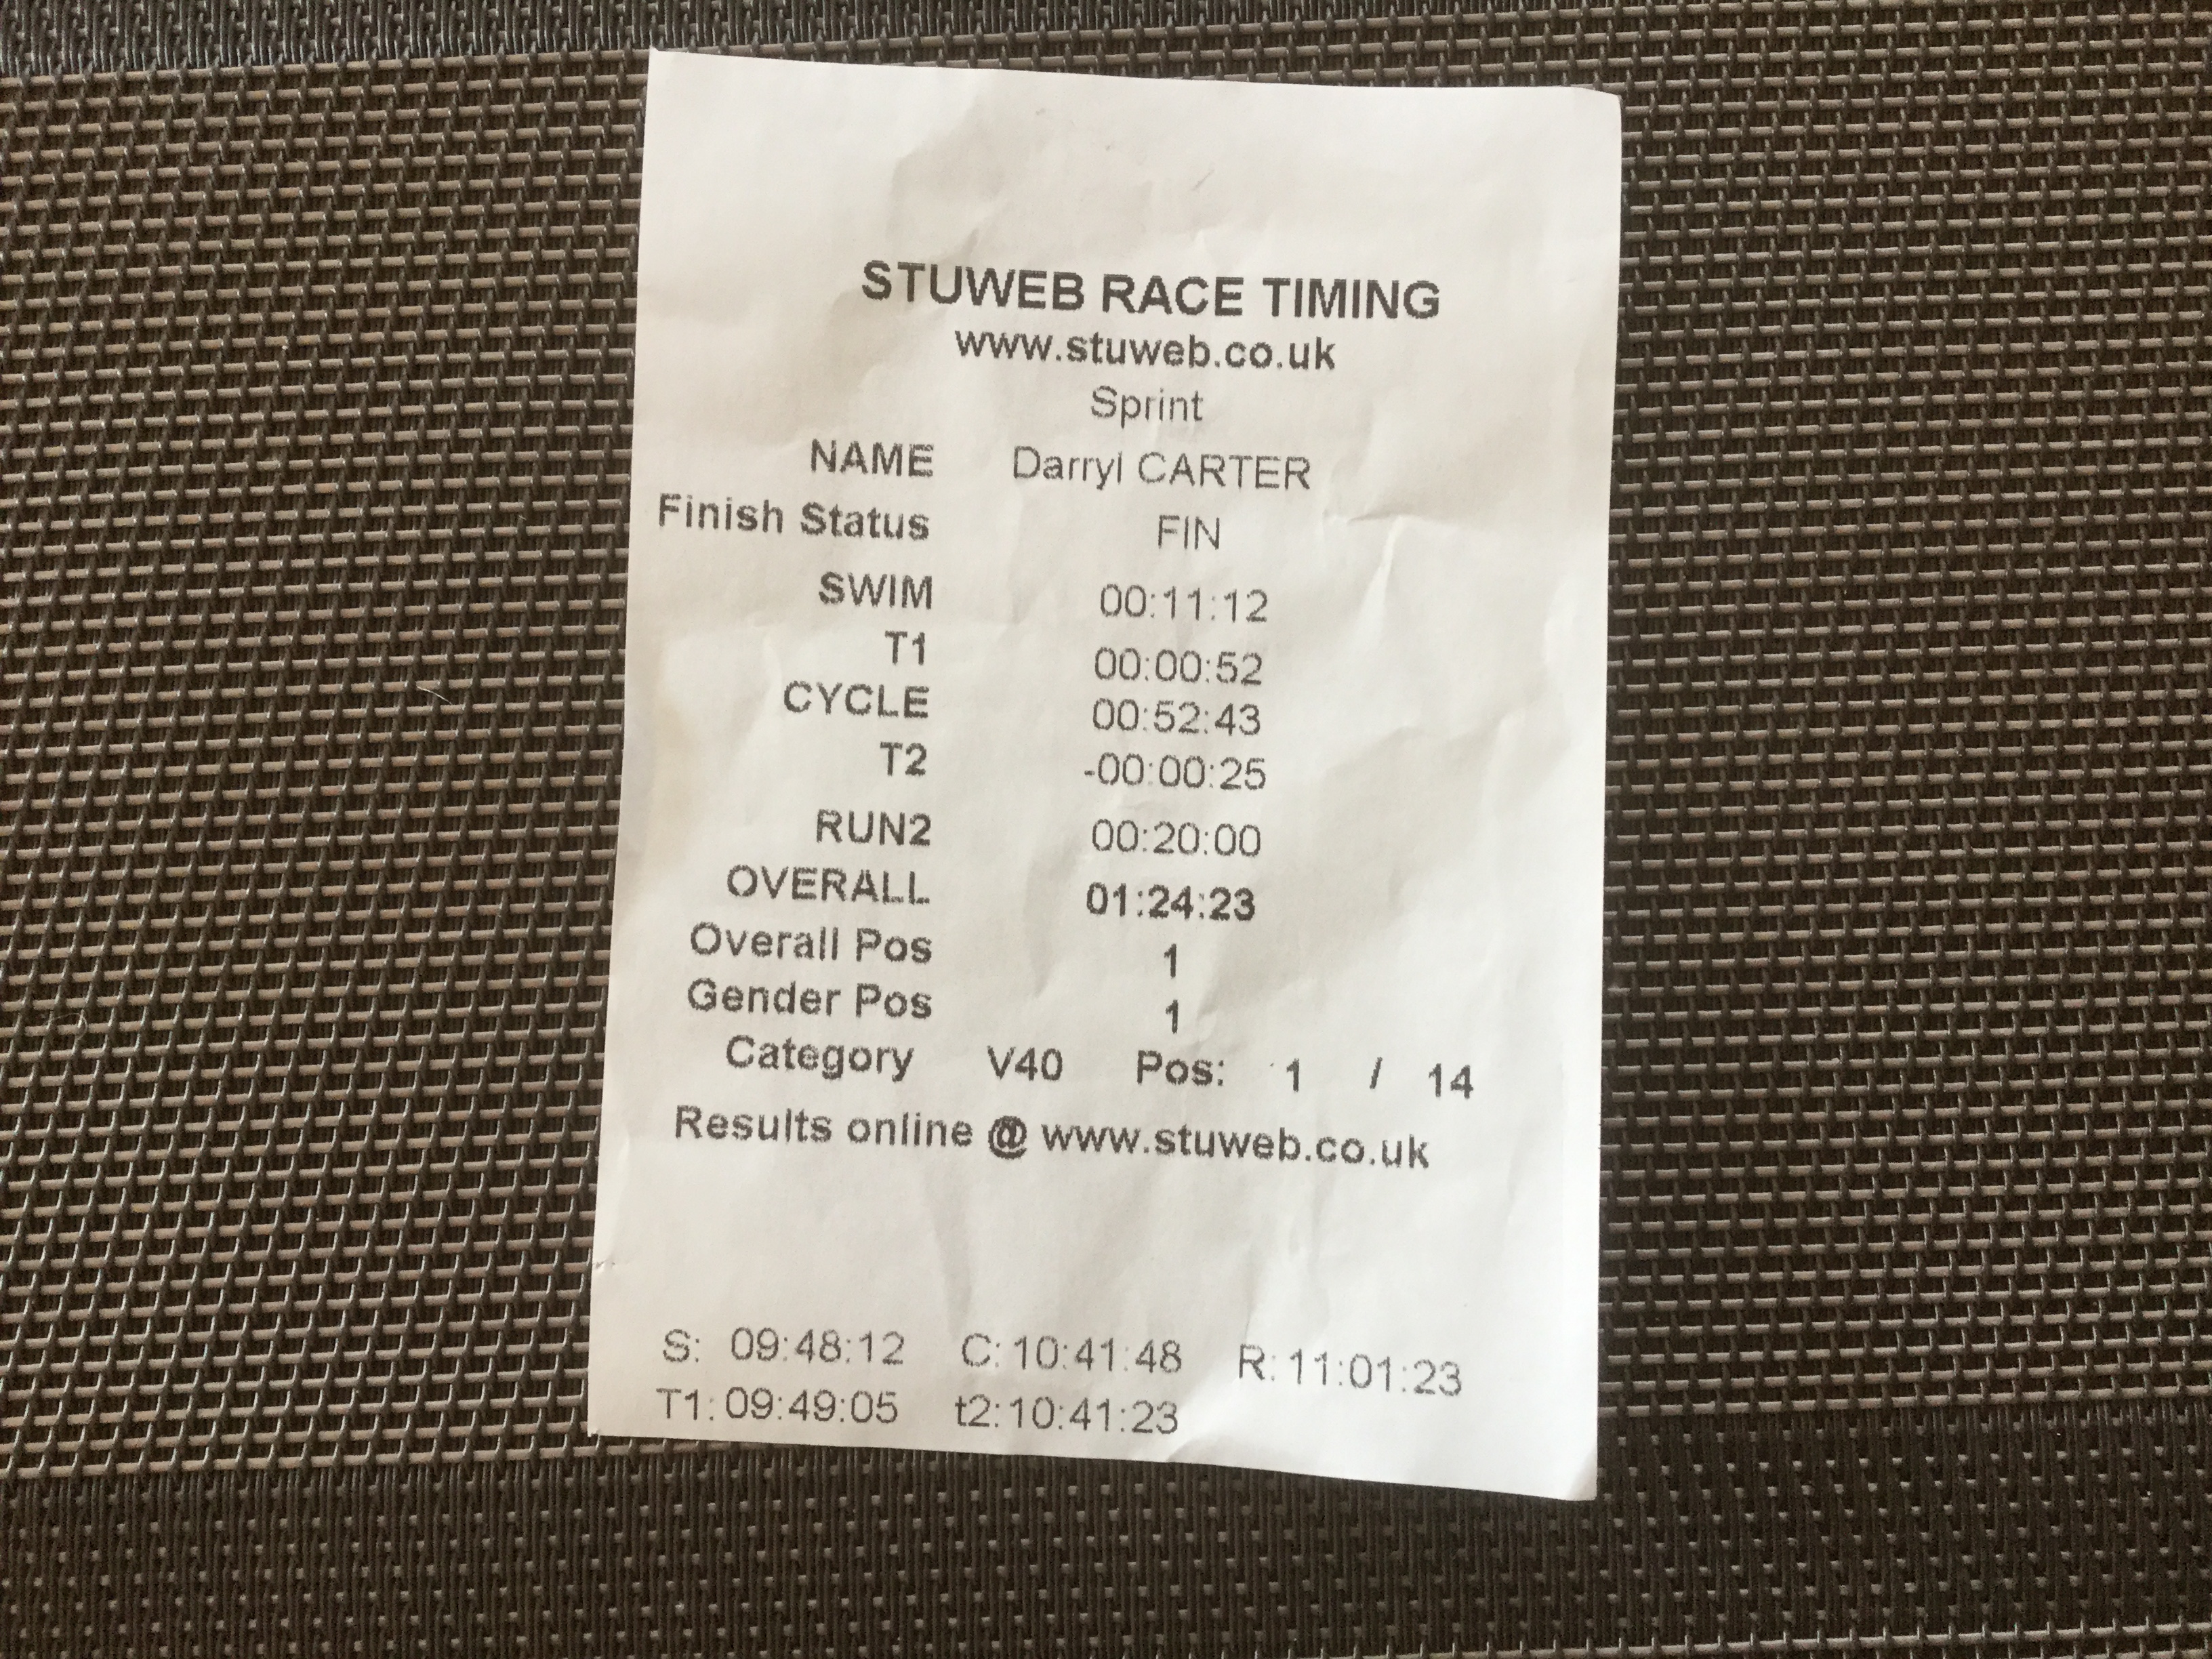 STUWEB RACE TIMING
www.stuweb.co.uk
Sprint
NAME Darryl CARTER
Finish Status FIN
SWIM 00:11:12
T1 00:00:52
CYCLE 00:52:43
T2 -00:00:25
RUN2 00:20:00
OVERALL 01:24:23
Overall Pos 1
Gender Pos 1
Category V40 Pos: 1 / 14
Results online @ www.stuweb.co.uk
S: 09:48:12 C: 10:41:48 R: 11:01:23
T1: 09:49:05 t2: 10:41:23